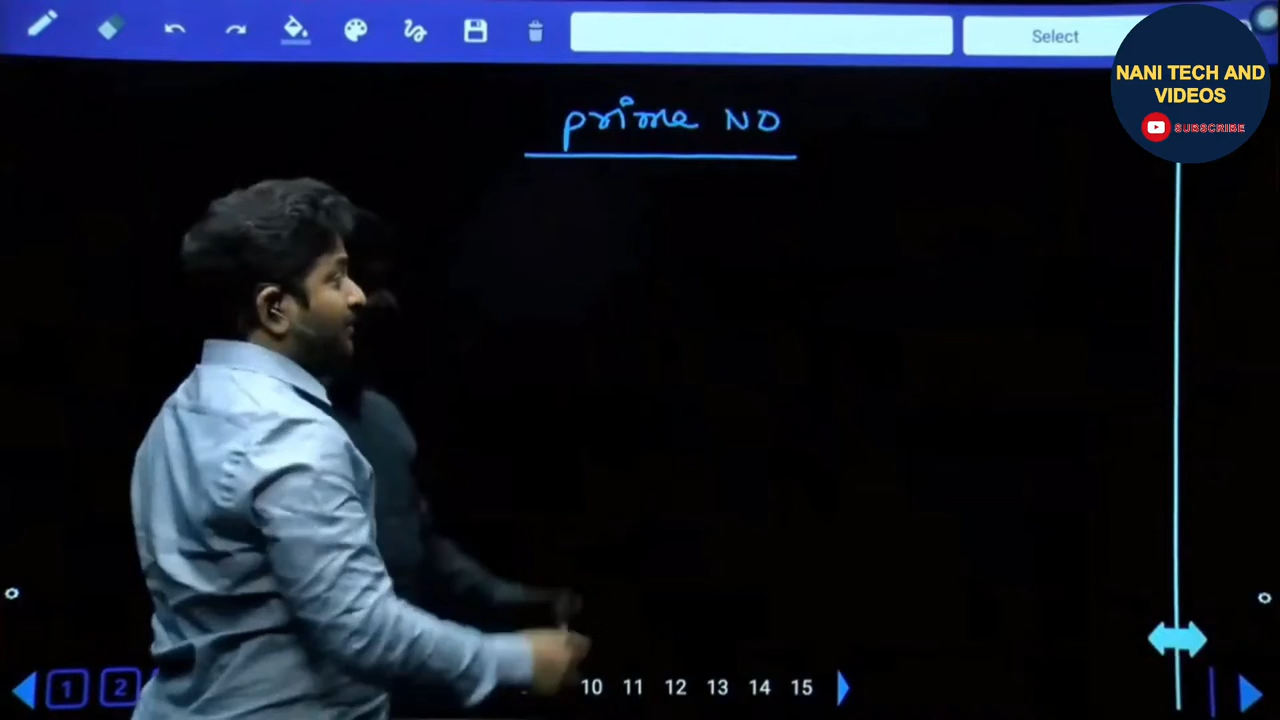 Select
NANI TECH AND
VIDEOS
SUBSCRIBE
prime NO
1 2 10 11 12 13 14 15